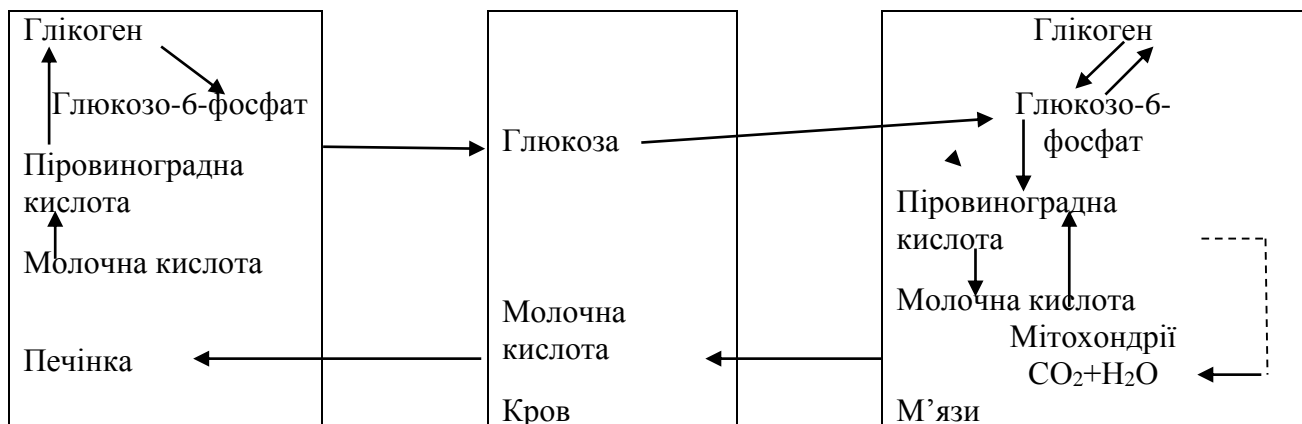 Глікоген
Глюкозо-6-фосфат
Піровиноградна
кислота
Молочна кислота
Печінка
Глюкоза
Молочна
кислота
Кров
Глікоген
Глюкозо-6-
фосфат
Піровиноградна
кислота
Молочна кислота
Мітохондрії
CO₂+H₂O
М’язи